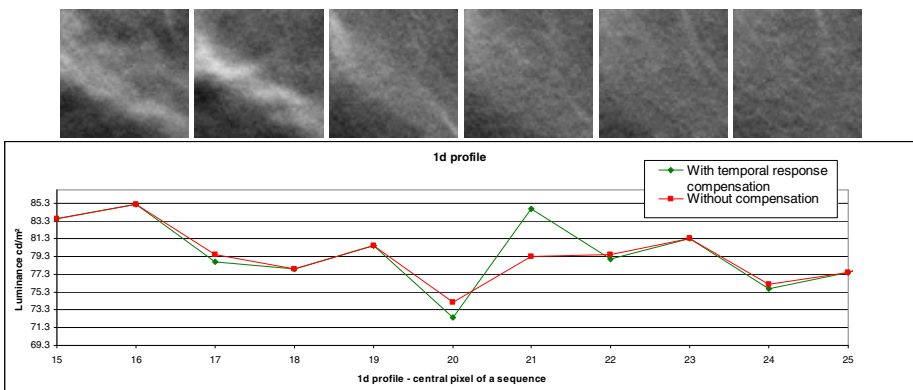 1d profile
With temporal response
compensation
Without compensation
Luminance cd/m²
85.3
83.3
81.3
79.3
77.3
75.3
73.3
71.3
69.3
15 16 17 18 19 20 21 22 23 24 25
1d profile - central pixel of a sequence